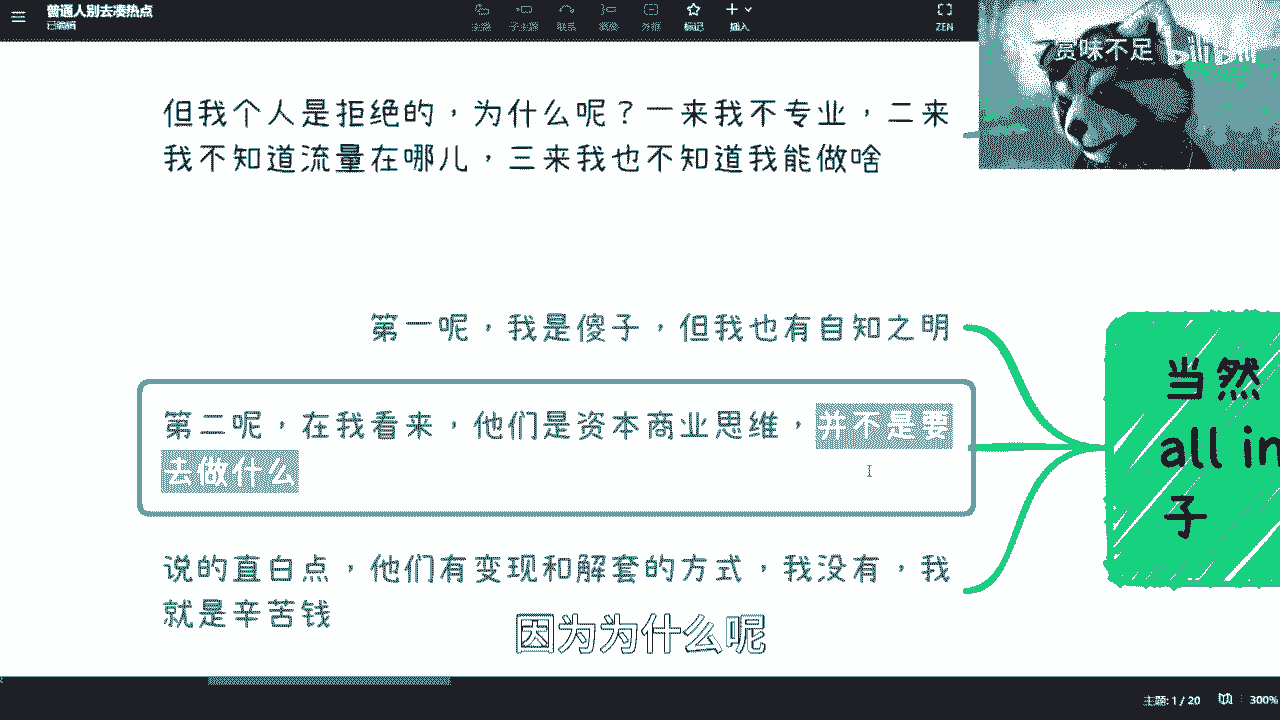 普通人别去凑热点
已编辑
主题
子主题
联系
概要
外框
标记
插入
ZEN
赏味不足
但我个人是拒绝的，为什么呢？一来我不专业，二来
我不知道流量在哪儿，三来我也不知道我能做啥
第一呢，我是傻子，但我也有自知之明
第二呢，在我看来，他们是资本商业思维，并不是要
去做什么
当然
all in
子
说的直白点，他们有变现和解套的方式，我没有，我
就是辛苦钱
因为为什么呢
主题: 1 / 20
300%